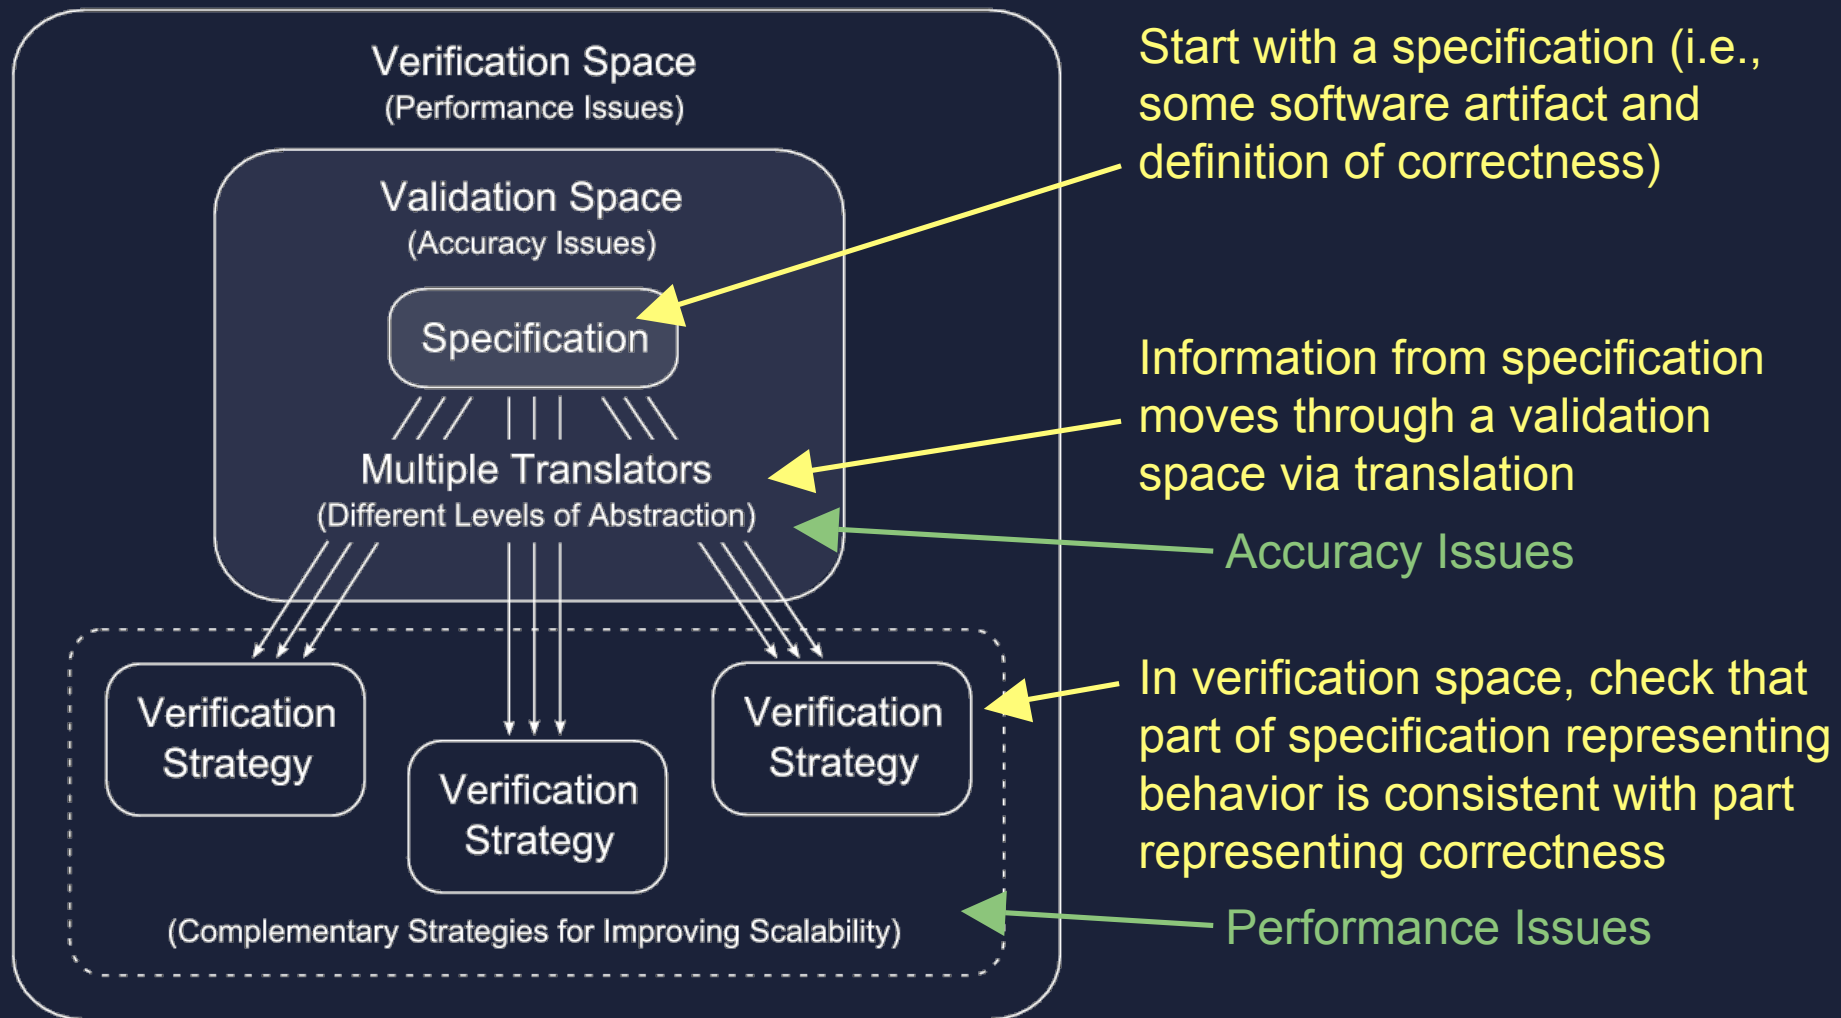 Verification Space
(Performance Issues)
Validation Space
(Accuracy Issues)
Specification
Multiple Translators
(Different Levels of Abstraction)
Verification
Strategy
Verification
Strategy
Verification
Strategy
(Complementary Strategies for Improving Scalability)
Start with a specification (i.e.,
some software artifact and
definition of correctness)
Information from specification
moves through a validation
space via translation
Accuracy Issues
In verification space, check that
part of specification representing
behavior is consistent with part
representing correctness
Performance Issues